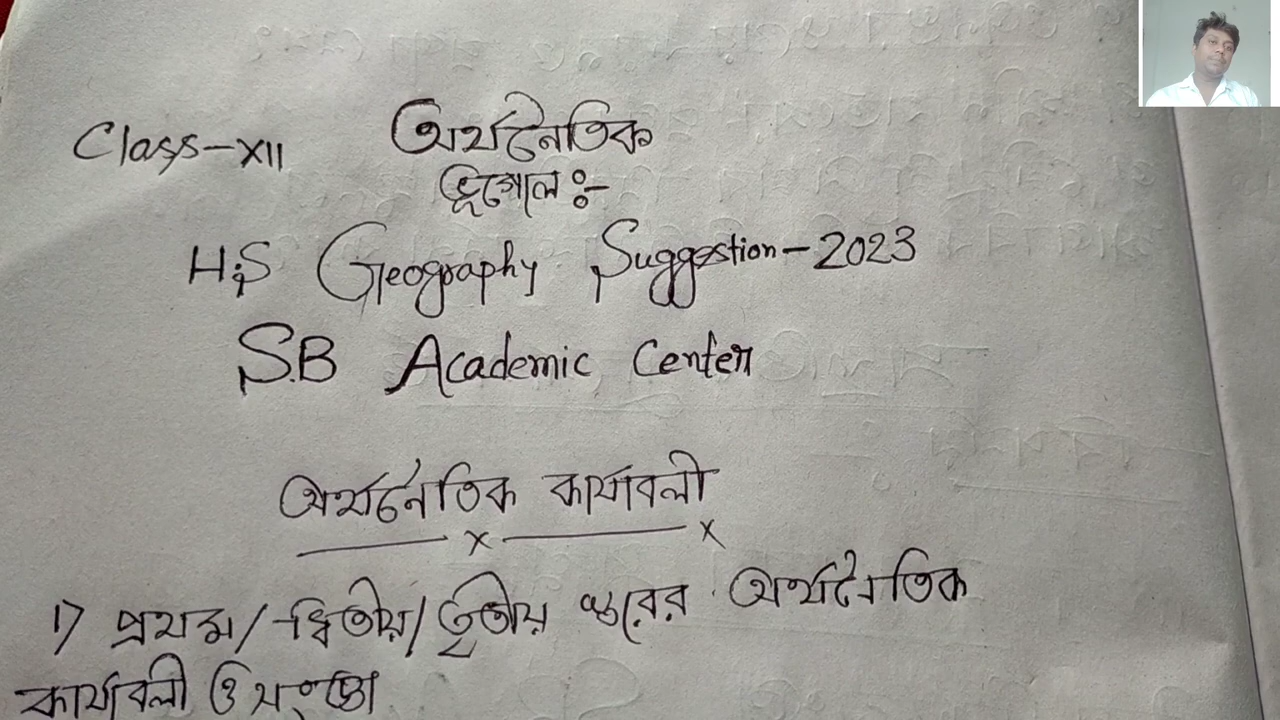 Class-XII অর্থনৈতিক
ভূগোল :-
H.S Geography Suggestion-2023
S.B Academic Center
অর্থনৈতিক কার্যাবলী
1) প্রথম/দ্বিতীয়/তৃতীয় স্তরের অর্থনৈতিক
কার্যাবলী ও সংজ্ঞা